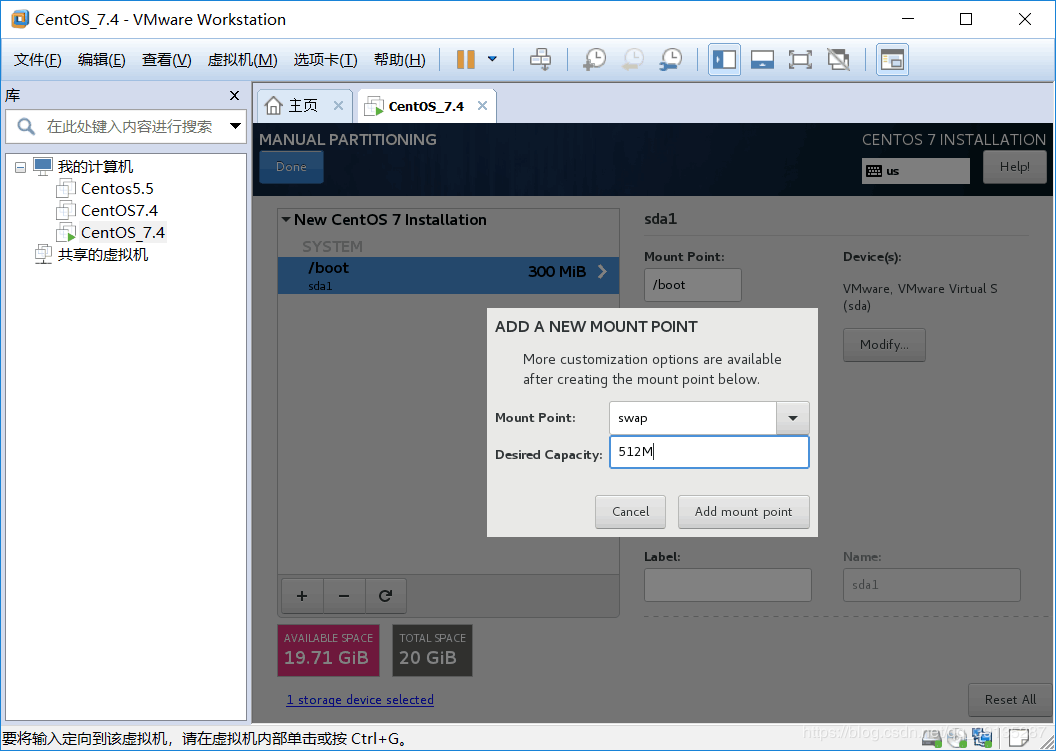 CentOS_7.4 - VMware Workstation
文件(F) 编辑(E) 查看(V) 虚拟机(M) 选项卡(T) 帮助(H)
库
在此处键入内容进行搜索
我的计算机
Centos5.5
CentOS7.4
CentOS_7.4
共享的虚拟机
主页
CentOS_7.4
MANUAL PARTITIONING
Done
CENTOS 7 INSTALLATION
us
Help!
New CentOS 7 Installation
SYSTEM
/boot
300 MiB
sda1
sda1
Mount Point:
/boot
Device(s):
VMware, VMware Virtual S
(sda)
Modify...
ADD A NEW MOUNT POINT
More customization options are available
after creating the mount point below.
Mount Point:
swap
Desired Capacity:
512M
Cancel
Add mount point
Label:
Name:
sda1
AVAILABLE SPACE
19.71 GiB
TOTAL SPACE
20 GiB
1 storage device selected
Reset All
要将输入定向到该虚拟机，请在虚拟机内部单击或按 Ctrl+G。